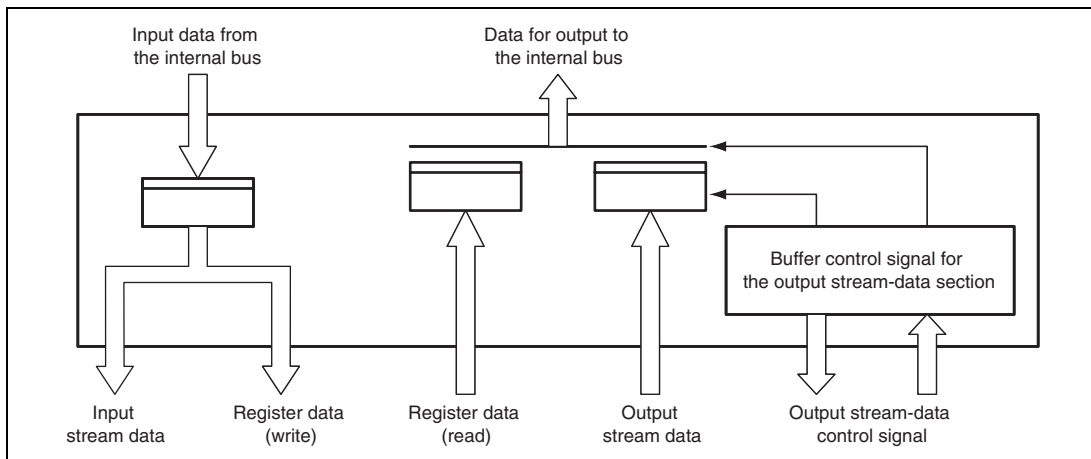 Input data from
the internal bus
Data for output to
the internal bus
Buffer control signal for
the output stream-data section
Input
stream data
Register data
(write)
Register data
(read)
Output
stream data
Output stream-data
control signal